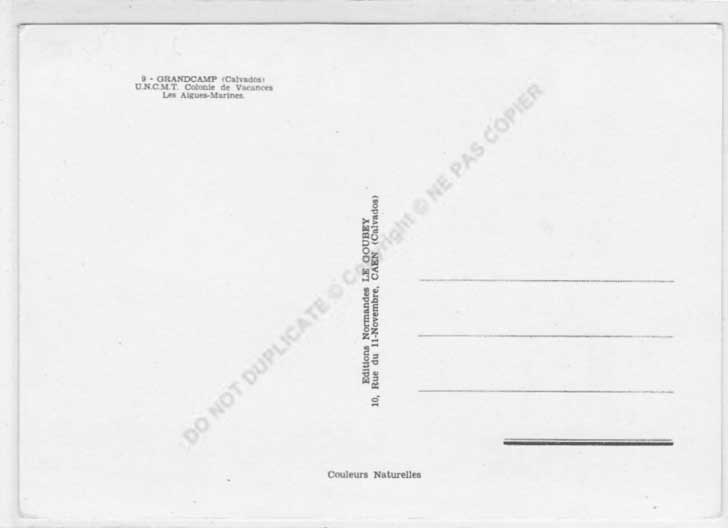 9 - GRANDCAMP (Calvados)
U.N.C.M.T. Colonie de Vacances
Les Aigues-Marines.
Editions Normandes LE GOUBEY
10, Rue du 11-Novembre, CAEN (Calvados)
DO NOT DUPLICATE © Copyright © NE PAS COPIER
Couleurs Naturelles